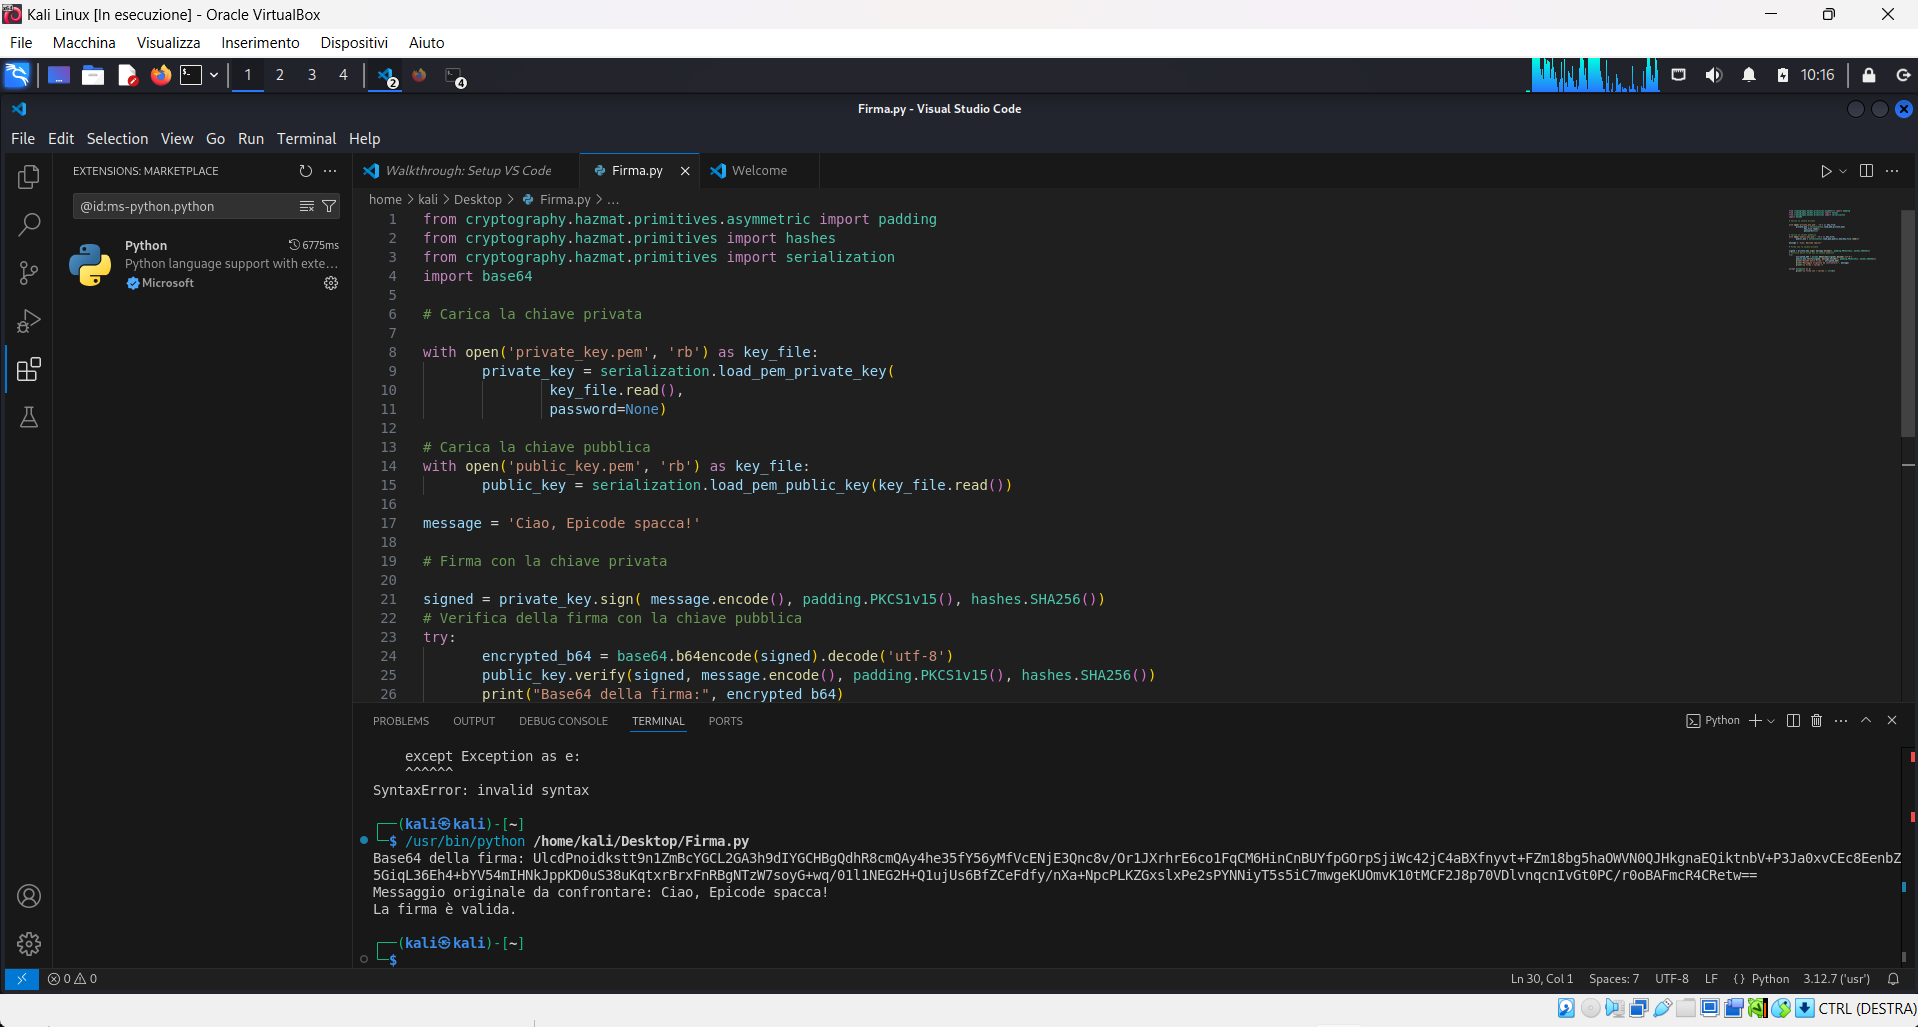 Kali Linux [In esecuzione] - Oracle VirtualBox
File Macchina Visualizza Inserimento Dispositivi Aiuto
1 2 3 4 2 4 10:16
Firma.py - Visual Studio Code
File Edit Selection View Go Run Terminal Help
EXTENSIONS: MARKETPLACE
@id:ms-python.python
Python 6775ms
Python language support with exte...
Microsoft
Walkthrough: Setup VS Code Firma.py Welcome
home > kali > Desktop > Firma.py > ...
1 from cryptography.hazmat.primitives.asymmetric import padding
2 from cryptography.hazmat.primitives import hashes
3 from cryptography.hazmat.primitives import serialization
4 import base64
5
6 # Carica la chiave privata
7
8 with open('private_key.pem', 'rb') as key_file:
9 private_key = serialization.load_pem_private_key(
10 key_file.read(),
11 password=None)
12
13 # Carica la chiave pubblica
14 with open('public_key.pem', 'rb') as key_file:
15 public_key = serialization.load_pem_public_key(key_file.read())
16
17 message = 'Ciao, Epicode spacca!'
18
19 # Firma con la chiave privata
20
21 signed = private_key.sign( message.encode(), padding.PKCS1v15(), hashes.SHA256())
22 # Verifica della firma con la chiave pubblica
23 try:
24 encrypted_b64 = base64.b64encode(signed).decode('utf-8')
25 public_key.verify(signed, message.encode(), padding.PKCS1v15(), hashes.SHA256())
26 print("Base64 della firma:", encrypted_b64)
PROBLEMS OUTPUT DEBUG CONSOLE TERMINAL PORTS Python
except Exception as e:
^^^^^^
SyntaxError: invalid syntax
(kali㉿kali)-[~]
$ /usr/bin/python /home/kali/Desktop/Firma.py
Base64 della firma: UlcdPnoidkstt9n1ZmBcYGCL2GA3h9dIYGCHBgQdhR8cmQAy4he35fY56yMfVcENjE3Qnc8v/Or1JXrhrE6co1FqCM6HinCnBUYfpGOrpSjiWc42jC4aBXfnyvt+FZm18bg5haOWVN0QJHkgnaEQiktnbV+P3Ja0xvCEc8EenbZ
5GiqL36Eh4+bYV54mIHNkJppKD0uS38uKqtxrBrxFnRBgNTzW7soyG+wq/01l1NEG2H+Q1ujUs6BfZCeFdfy/nXa+NpcPLKZGxslxPe2sPYNNiyT5s5iC7mwgeKUOmvK10tMCF2J8p70VDlvnqcnIvGt0PC/r0oBAFmcR4CRetw==
Messaggio originale da confrontare: Ciao, Epicode spacca!
La firma è valida.
(kali㉿kali)-[~]
$
0 0 Ln 30, Col 1 Spaces: 7 UTF-8 LF {} Python 3.12.7 ('usr')
CTRL (DESTRA)